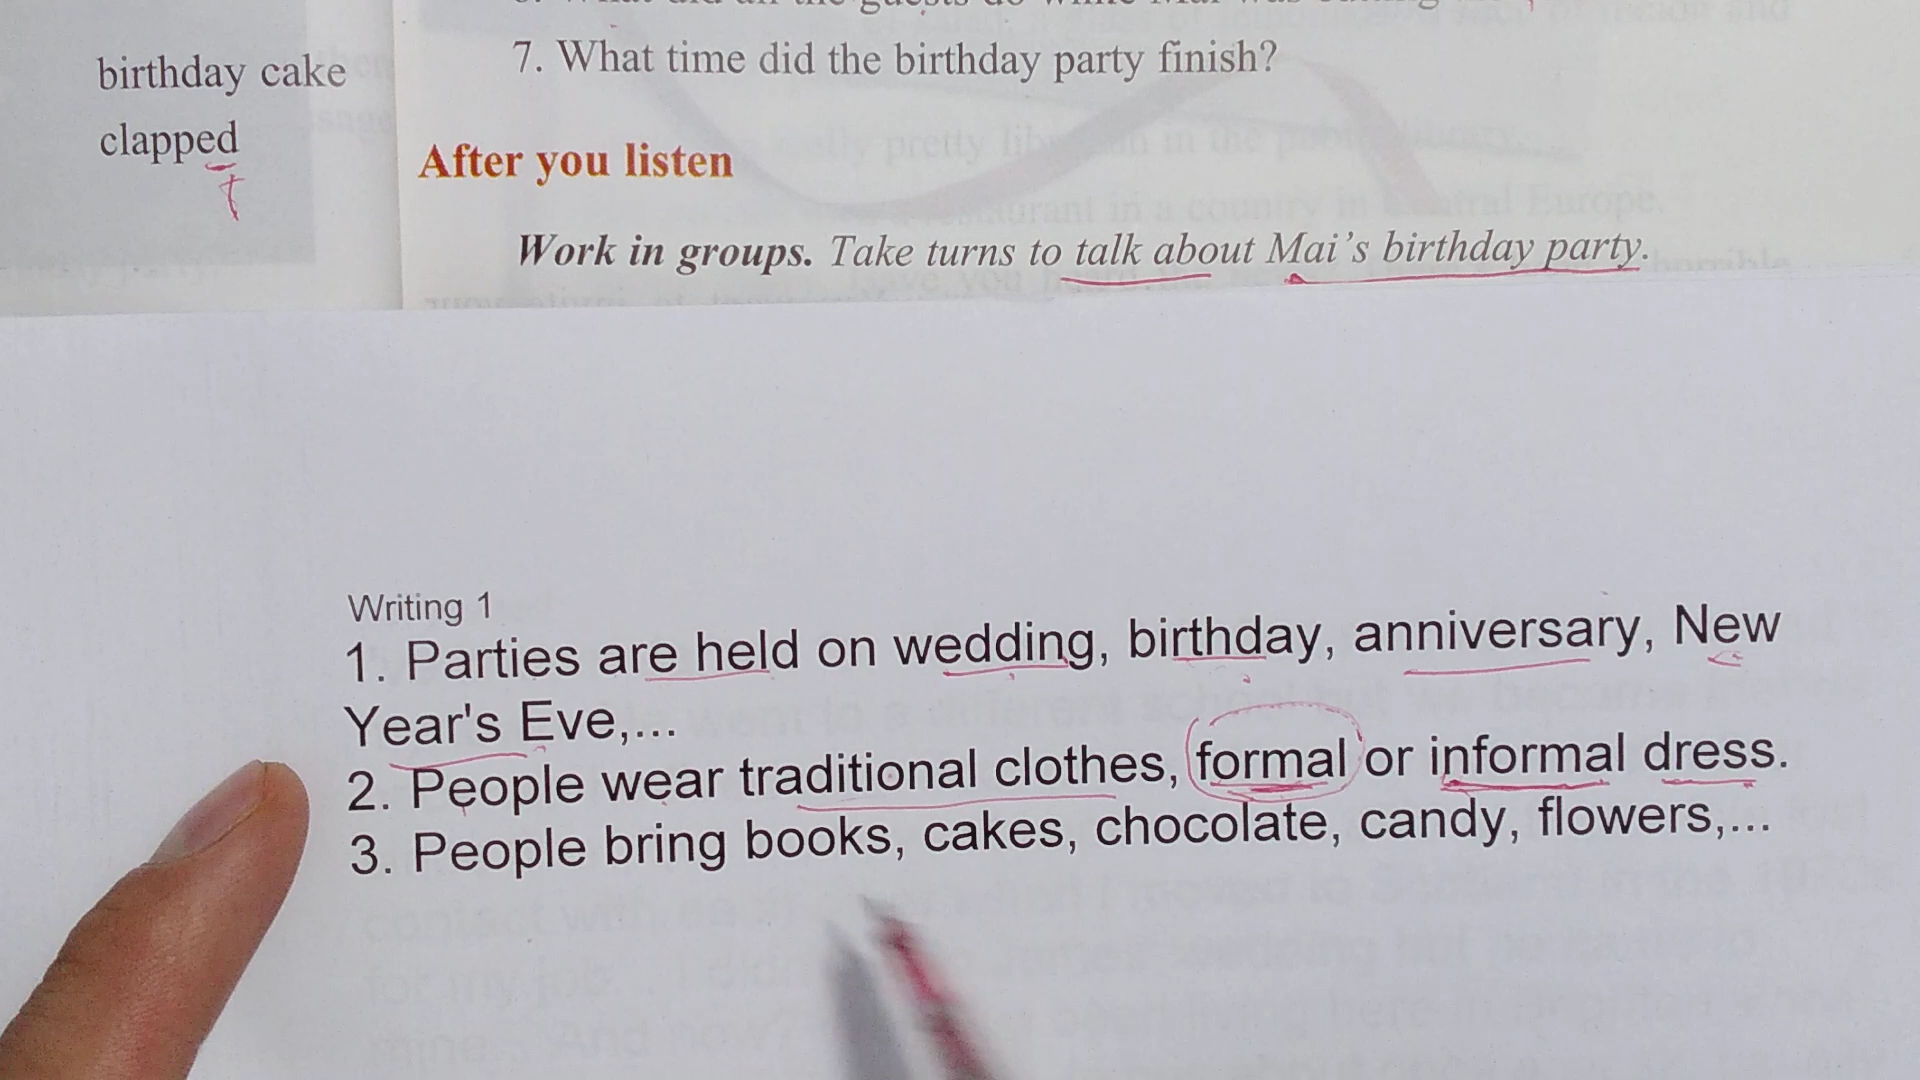 7. What time did the birthday party finish?
birthday cake
clapped
T
After you listen
Work in groups. Take turns to talk about Mai's birthday party.
Writing 1
1. Parties are held on wedding, birthday, anniversary, New
Year's Eve,...
2. People wear traditional clothes, formal or informal dress.
3. People bring books, cakes, chocolate, candy, flowers,...